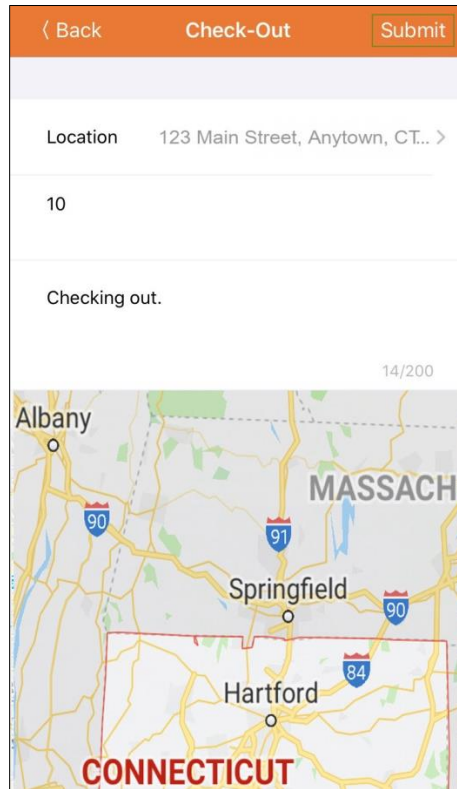 Back Check-Out Submit
Location 123 Main Street, Anytown, CT...
10
Checking out.
14/200
Albany
MASSACH
90
91
Springfield
90
84
Hartford
CONNECTICUT